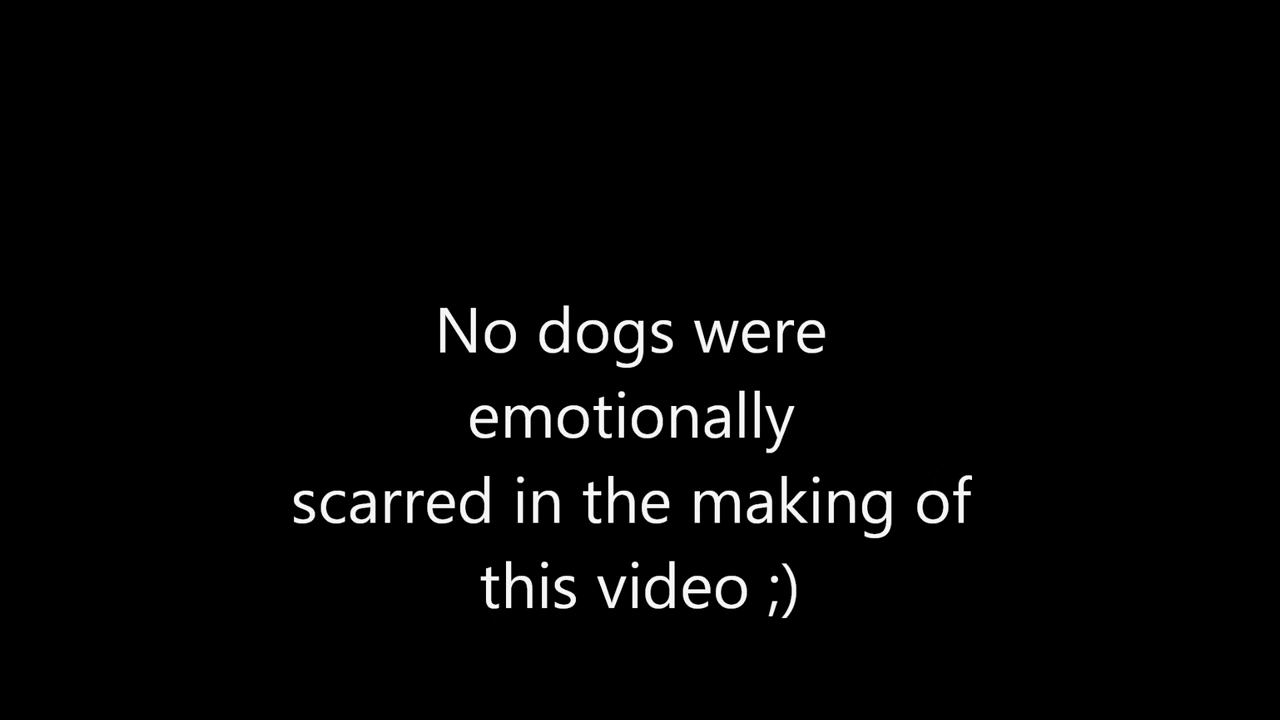 No dogs were
emotionally
scarred in the making of
this video ;)